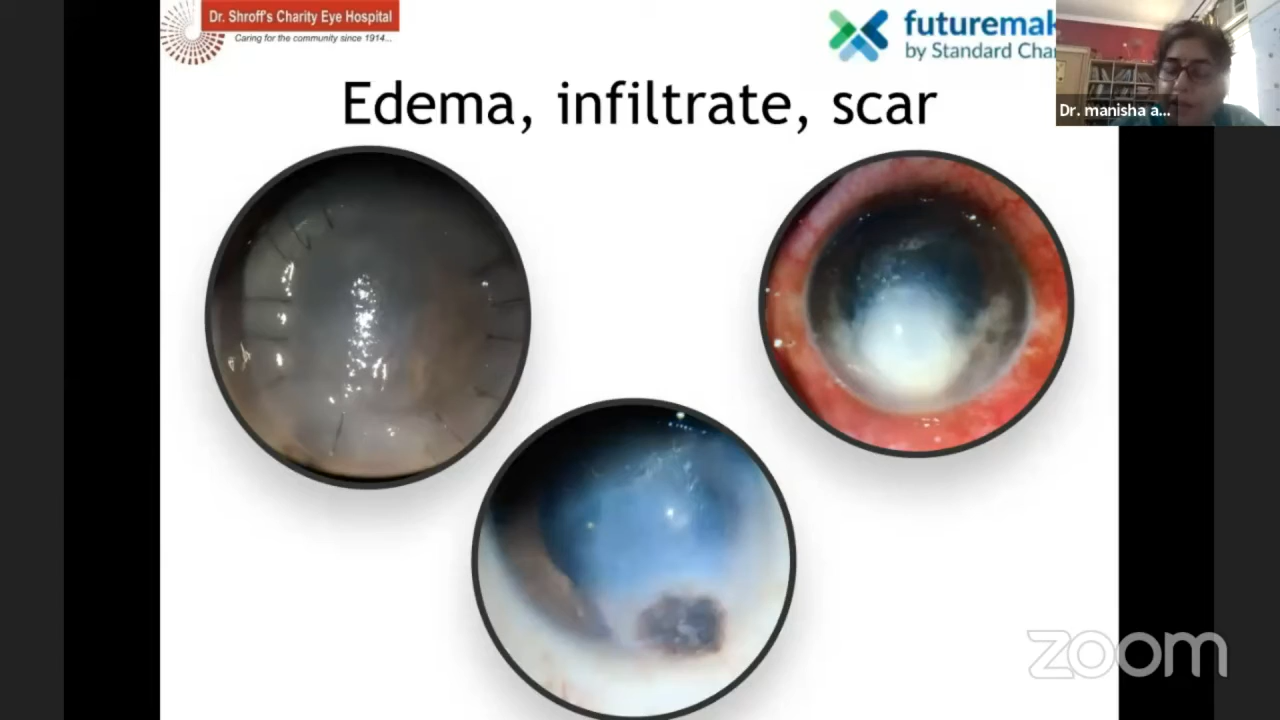 Dr. Shroff's Charity Eye Hospital
Caring for the community since 1914...
futuremak
by Standard Char
Dr. manisha a...
Edema, infiltrate, scar
zoom